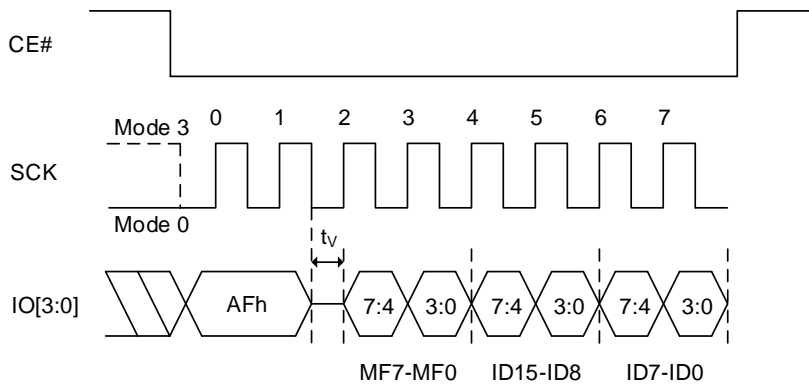 CE#
0 1 2 3 4 5 6 7
Mode 3
SCK
Mode 0
tV
IO[3:0]
AFh 7:4 3:0 7:4 3:0 7:4 3:0
MF7-MF0 ID15-ID8 ID7-ID0